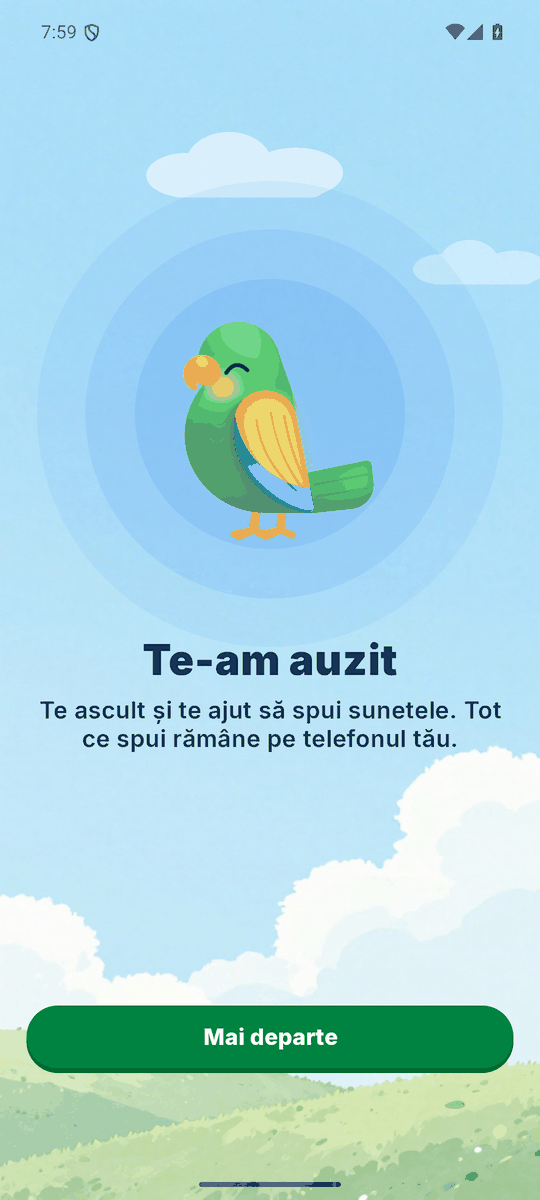 7:59
Te-am auzit
Te ascult și te ajut să spui sunetele. Tot
ce spui rămâne pe telefonul tău.
Mai departe